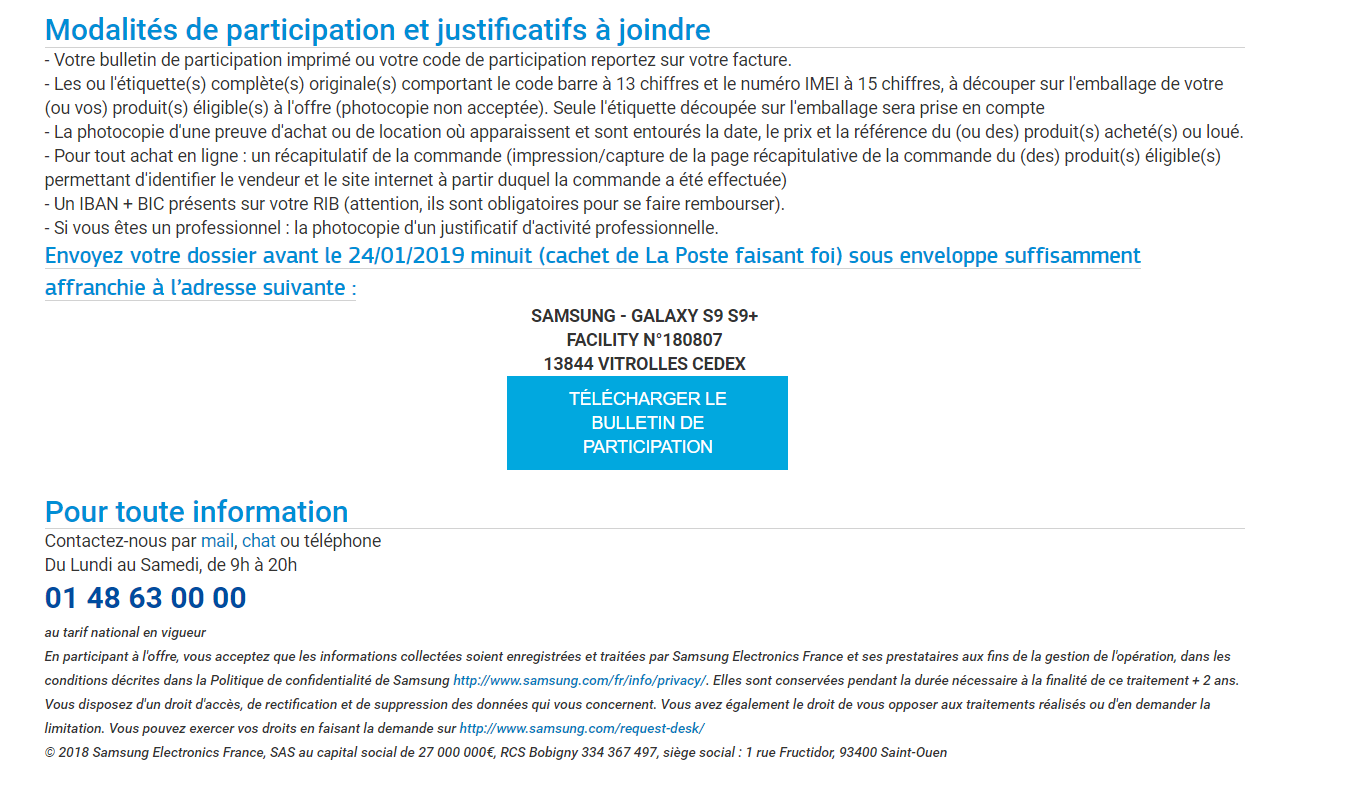 Modalités de participation et justificatifs à joindre
- Votre bulletin de participation imprimé ou votre code de participation reportez sur votre facture.
- Les ou l'étiquette(s) complète(s) originale(s) comportant le code barre à 13 chiffres et le numéro IMEI à 15 chiffres, à découper sur l'emballage de votre
(ou vos) produit(s) éligible(s) à l'offre (photocopie non acceptée). Seule l'étiquette découpée sur l'emballage sera prise en compte
- La photocopie d'une preuve d'achat ou de location où apparaissent et sont entourés la date, le prix et la référence du (ou des) produit(s) acheté(s) ou loué.
- Pour tout achat en ligne : un récapitulatif de la commande (impression/capture de la page récapitulative de la commande du (des) produit(s) éligible(s)
permettant d'identifier le vendeur et le site internet à partir duquel la commande a été effectuée)
- Un IBAN + BIC présents sur votre RIB (attention, ils sont obligatoires pour se faire rembourser).
- Si vous êtes un professionnel : la photocopie d'un justificatif d'activité professionnelle.
Envoyez votre dossier avant le 24/01/2019 minuit (cachet de La Poste faisant foi) sous enveloppe suffisamment
affranchie à l’adresse suivante :
SAMSUNG - GALAXY S9 S9+
FACILITY N°180807
13844 VITROLLES CEDEX
TÉLÉCHARGER LE
BULLETIN DE
PARTICIPATION
Pour toute information
Contactez-nous par mail, chat ou téléphone
Du Lundi au Samedi, de 9h à 20h
01 48 63 00 00
au tarif national en vigueur
En participant à l'offre, vous acceptez que les informations collectées soient enregistrées et traitées par Samsung Electronics France et ses prestataires aux fins de la gestion de l'opération, dans les
conditions décrites dans la Politique de confidentialité de Samsung http://www.samsung.com/fr/info/privacy/. Elles sont conservées pendant la durée nécessaire à la finalité de ce traitement + 2 ans.
Vous disposez d'un droit d'accès, de rectification et de suppression des données qui vous concernent. Vous avez également le droit de vous opposer aux traitements réalisés ou d'en demander la
limitation. Vous pouvez exercer vos droits en faisant la demande sur http://www.samsung.com/request-desk/
© 2018 Samsung Electronics France, SAS au capital social de 27 000 000€, RCS Bobigny 334 367 497, siège social : 1 rue Fructidor, 93400 Saint-Ouen